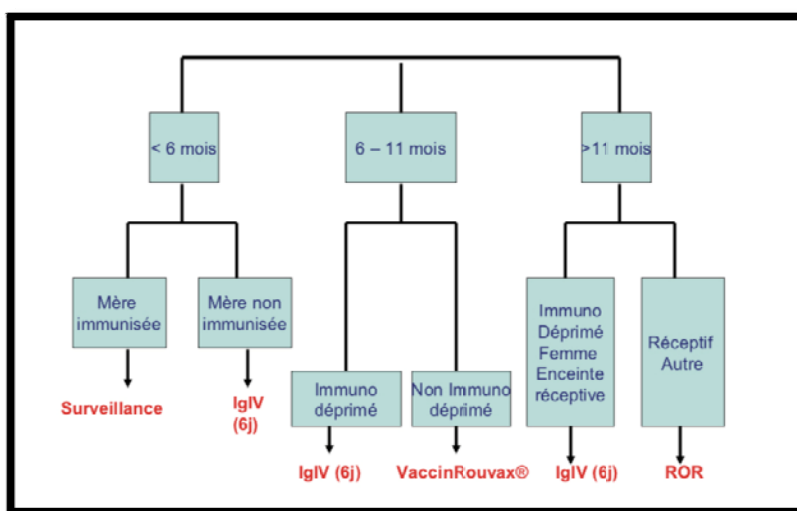 < 6 mois
6 – 11 mois
>11 mois
Mère
immunisée
Mère non
immunisée
Immuno
Déprimé
Femme
Enceinte
réceptive
Réceptif
Autre
Immuno
déprimé
Non Immuno
déprimé
Surveillance
IgIV
(6j)
IgIV (6j)
VaccinRouvax®
IgIV (6j)
ROR